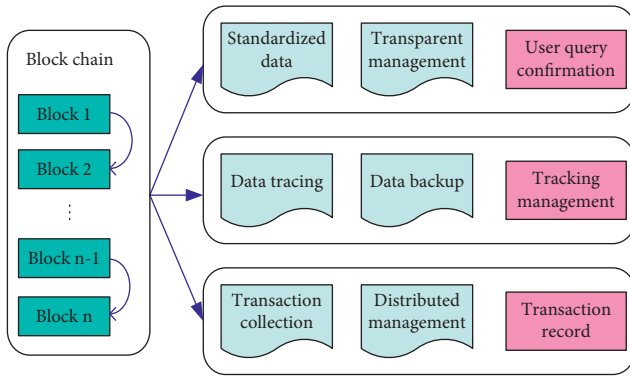 Block chain
Block 1
Block 2
⋮
Block n-1
Block n
Standardized
data
Transparent
management
User query
confirmation
Data tracing
Data backup
Tracking
management
Transaction
collection
Distributed
management
Transaction
record